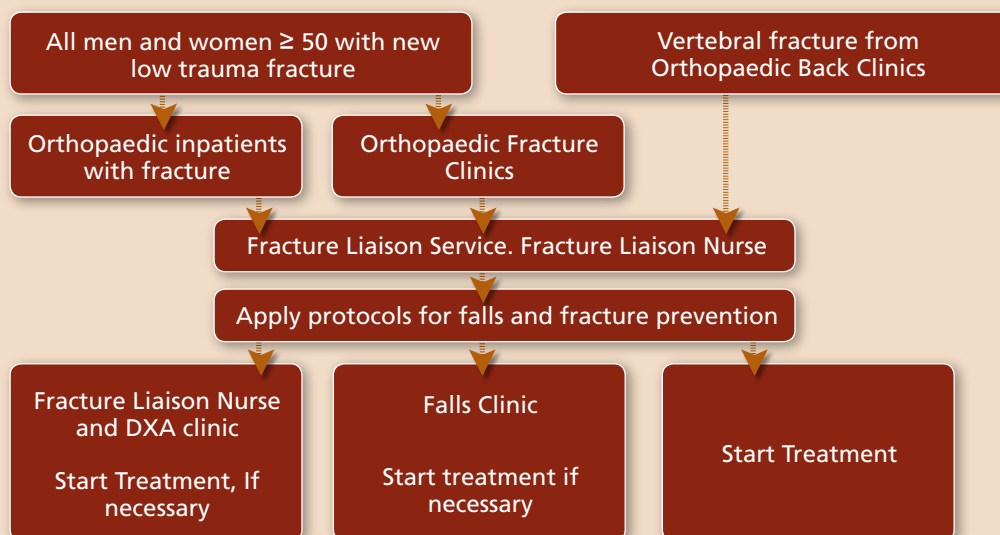 All men and women ≥ 50 with new
low trauma fracture
Vertebral fracture from
Orthopaedic Back Clinics
Orthopaedic inpatients
with fracture
Orthopaedic Fracture
Clinics
Fracture Liaison Service. Fracture Liaison Nurse
Apply protocols for falls and fracture prevention
Fracture Liaison Nurse
and DXA clinic
Start Treatment, If
necessary
Falls Clinic
Start treatment if
necessary
Start Treatment